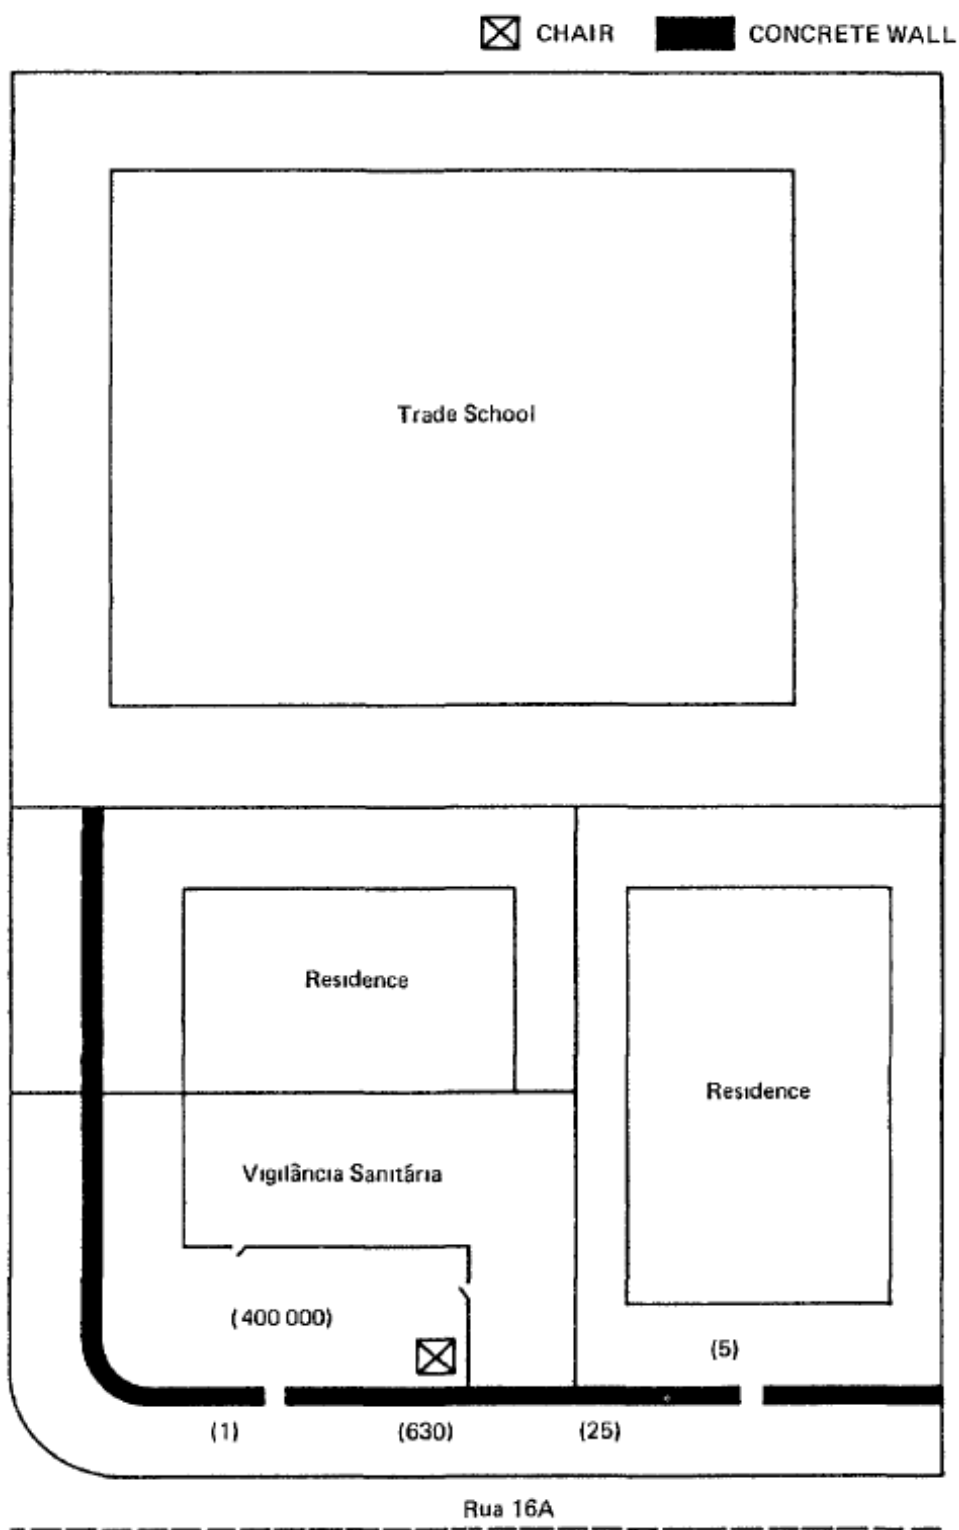 CHAIR CONCRETE WALL
Trade School
Residence
Residence
Vigilância Sanitária
(400 000)
(5)
(1) (630) (25)
Rua 16A